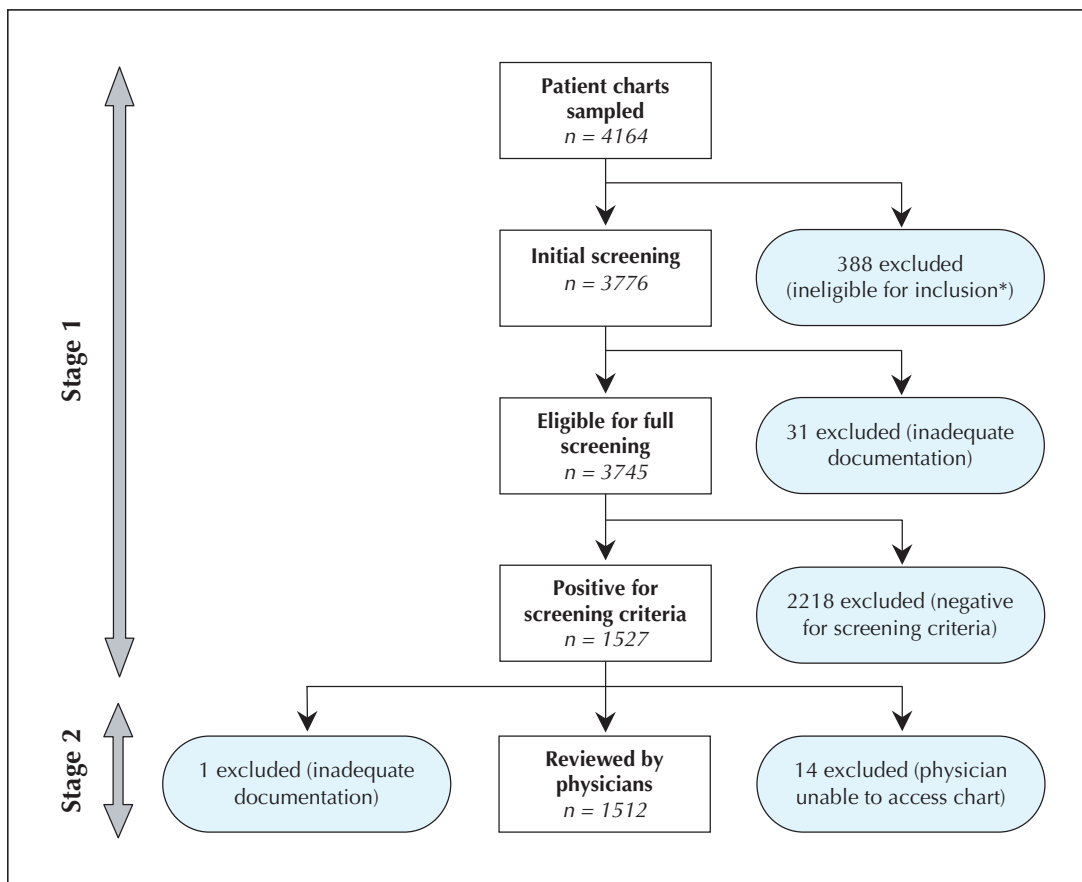 Stage 1
Patient charts
sampled
n = 4164
Initial screening
n = 3776
388 excluded
(ineligible for inclusion*)
Eligible for full
screening
n = 3745
31 excluded (inadequate
documentation)
Positive for
screening criteria
n = 1527
2218 excluded (negative
for screening criteria)
Stage 2
1 excluded (inadequate
documentation)
Reviewed by
physicians
n = 1512
14 excluded (physician
unable to access chart)